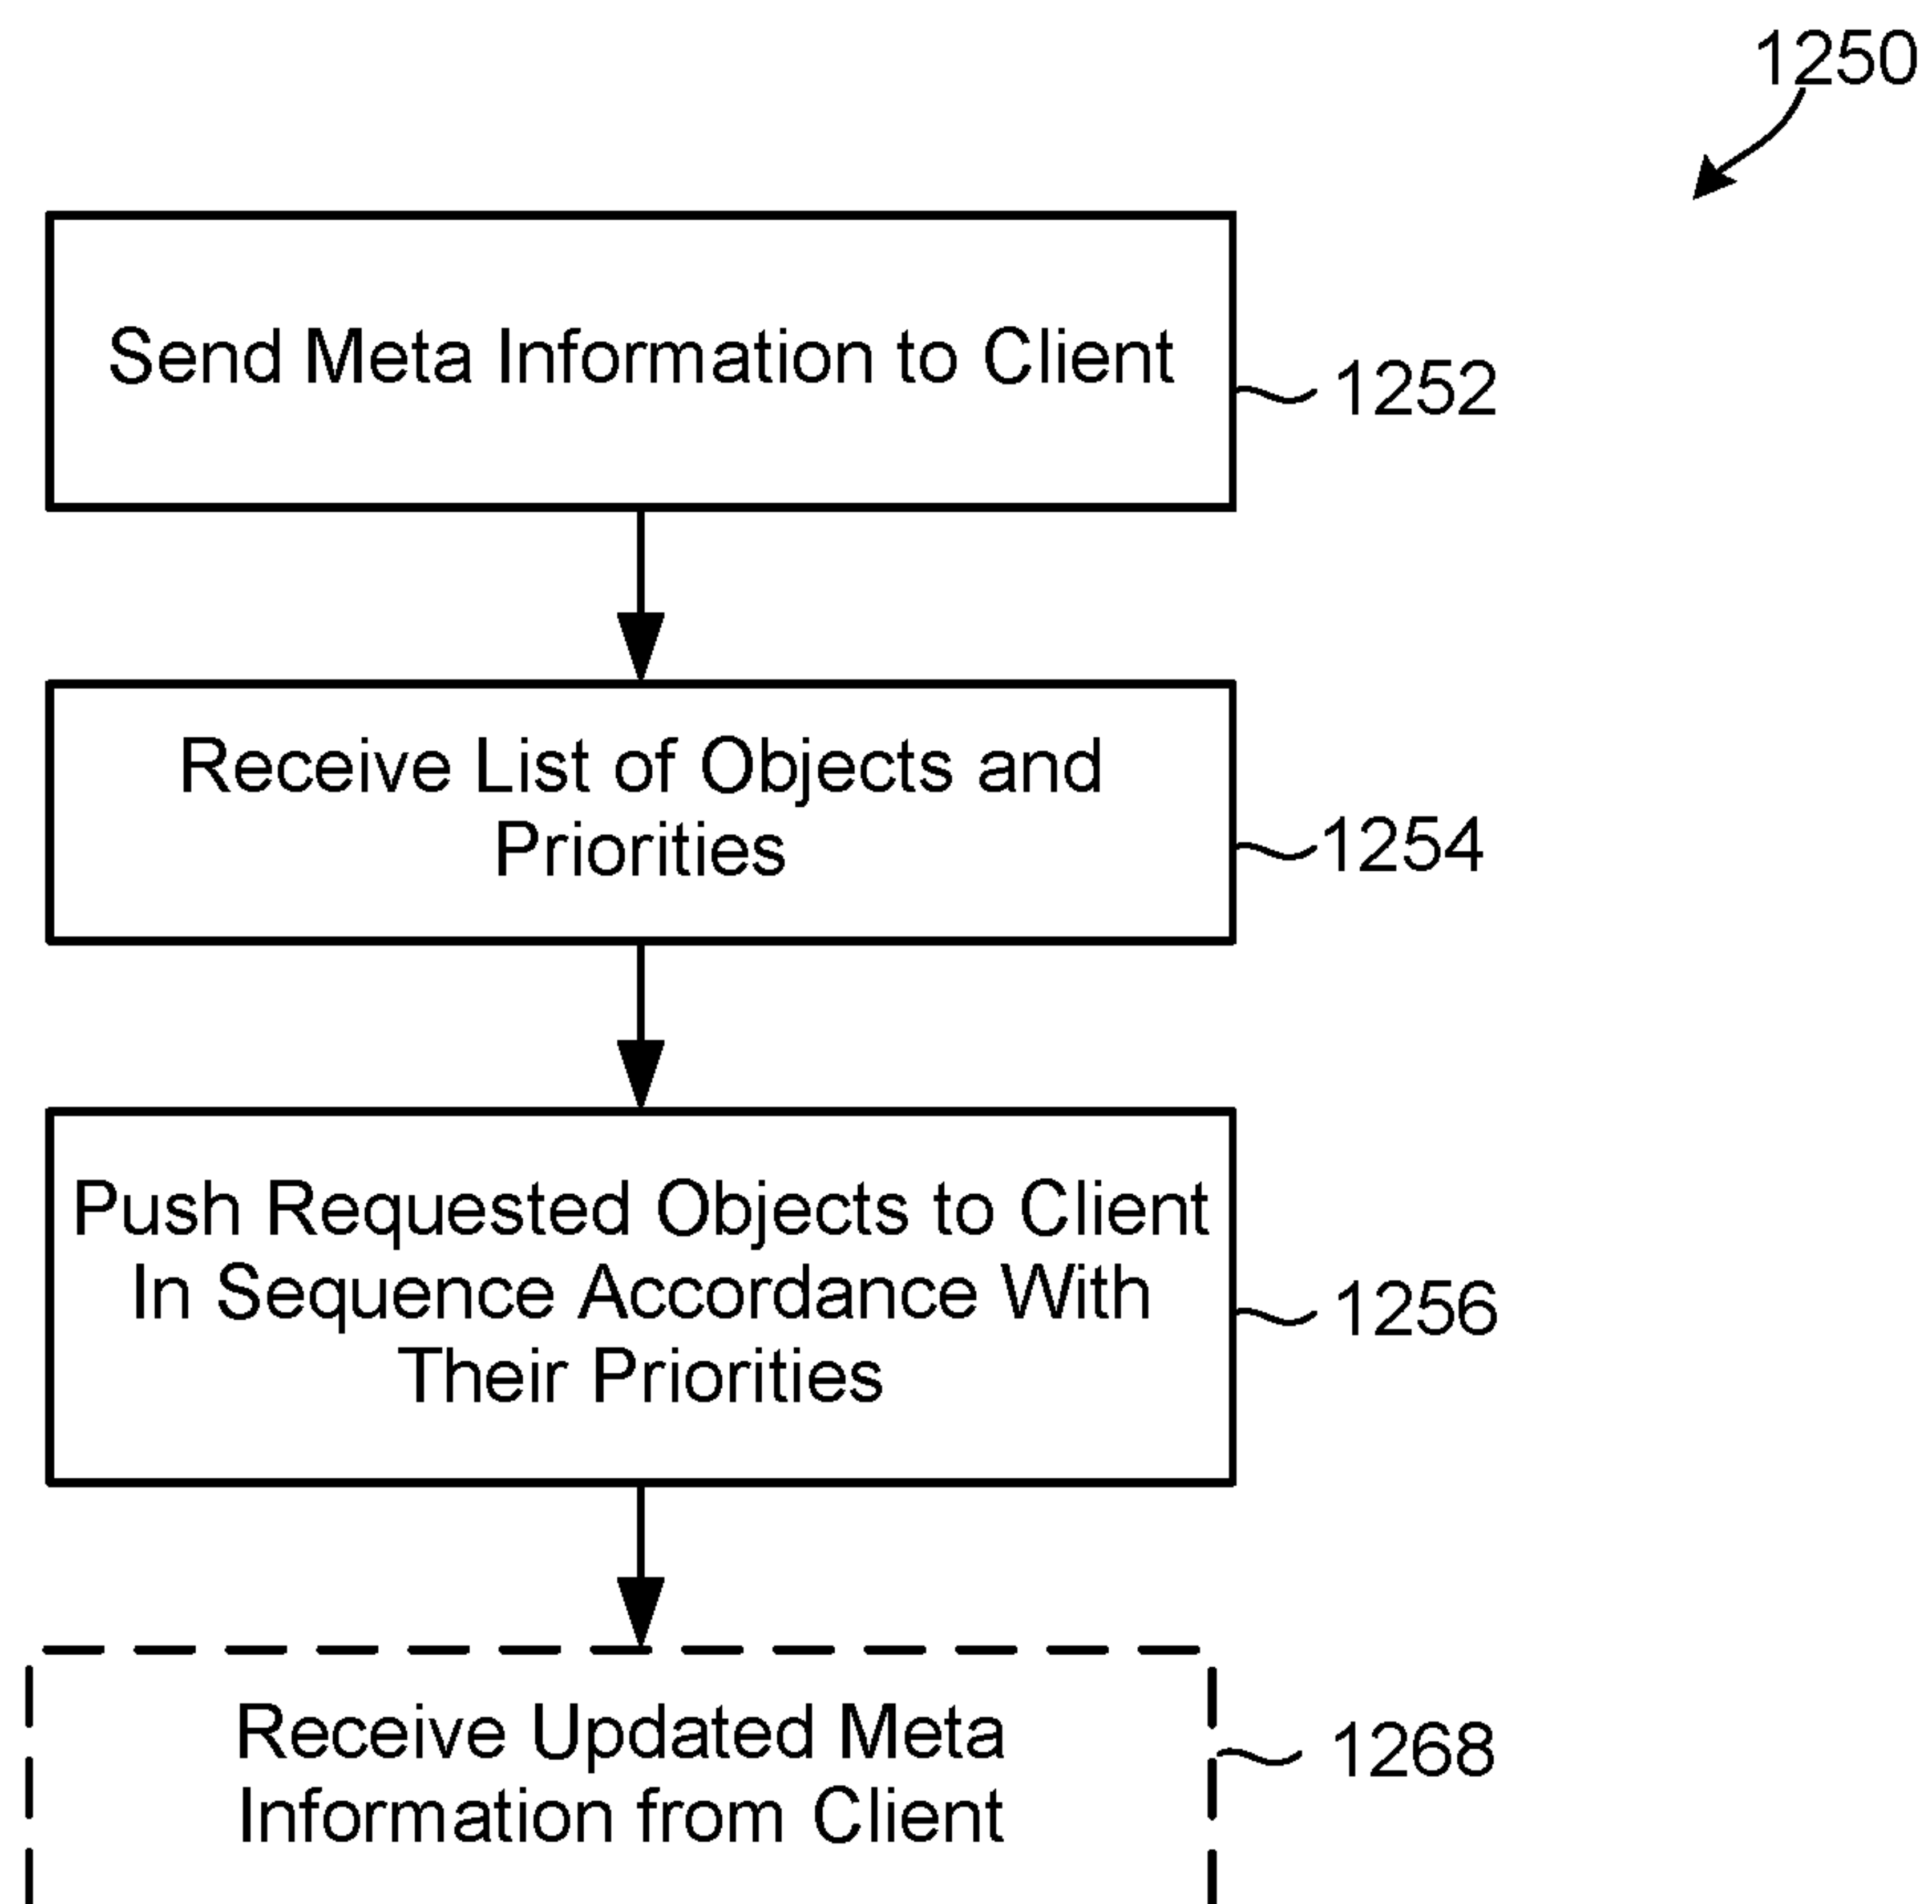 1250
Send Meta Information to Client
1252
Receive List of Objects and
Priorities
1254
Push Requested Objects to Client
In Sequence Accordance With
Their Priorities
1256
Receive Updated Meta
Information from Client
1268